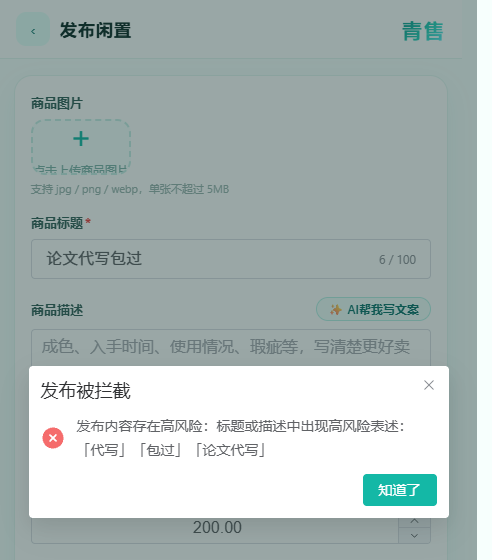 ‹ 发布闲置 青售
商品图片
+
点击上传商品图片
支持 jpg / png / webp，单张不超过 5MB
商品标题*
论文代写包过 6 / 100
商品描述 ✨ AI帮我写文案
成色、入手时间、使用情况、瑕疵等，写清楚更好卖
发布被拦截
发布内容存在高风险：标题或描述中出现高风险表述：
「代写」「包过」「论文代写」
知道了
200.00